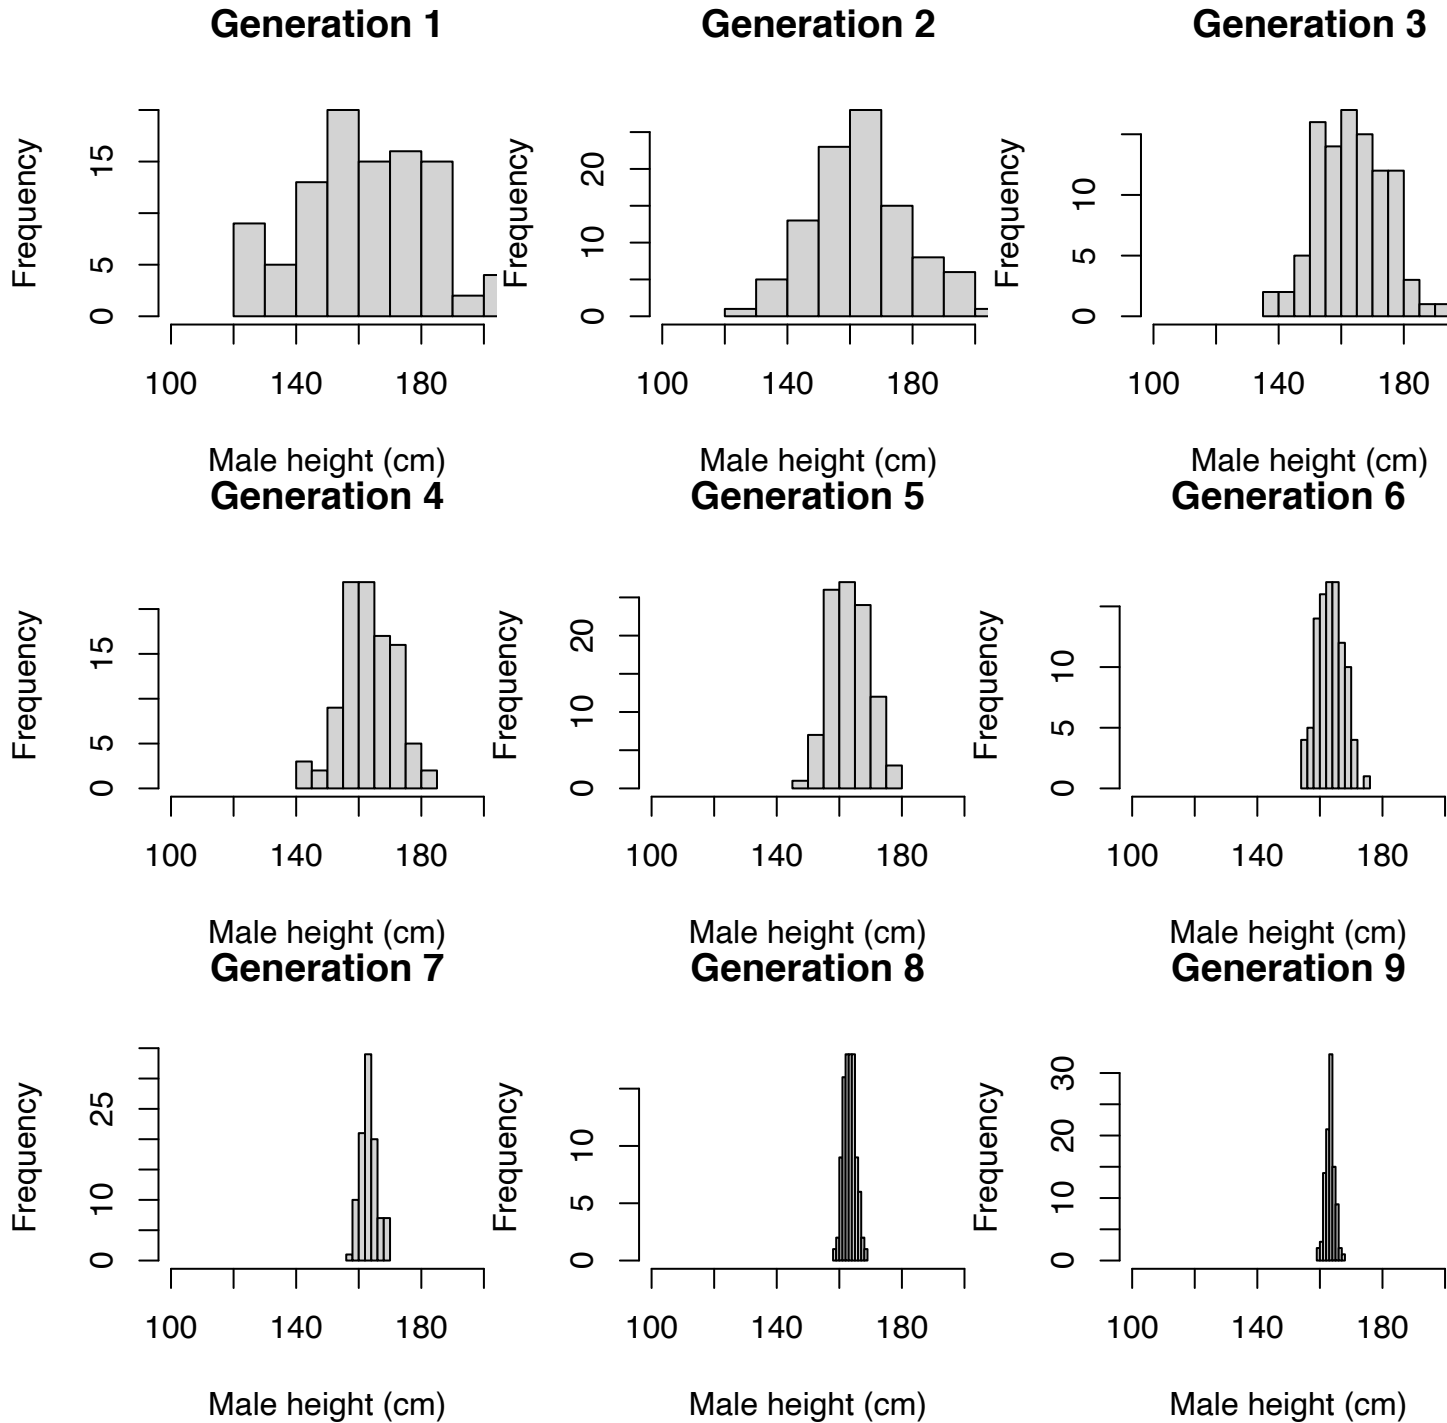 Generation 1
Frequency
0 5 15
100 140 180
Male height (cm)
Generation 2
Frequency
0 10 20
100 140 180
Male height (cm)
Generation 3
Frequency
0 5 10
100 140 180
Male height (cm)
Generation 4
Frequency
0 5 15
100 140 180
Male height (cm)
Generation 5
Frequency
0 10 20
100 140 180
Male height (cm)
Generation 6
Frequency
0 5 10
100 140 180
Male height (cm)
Generation 7
Frequency
0 10 25
100 140 180
Male height (cm)
Generation 8
Frequency
0 5 10
100 140 180
Male height (cm)
Generation 9
Frequency
0 10 20 30
100 140 180
Male height (cm)